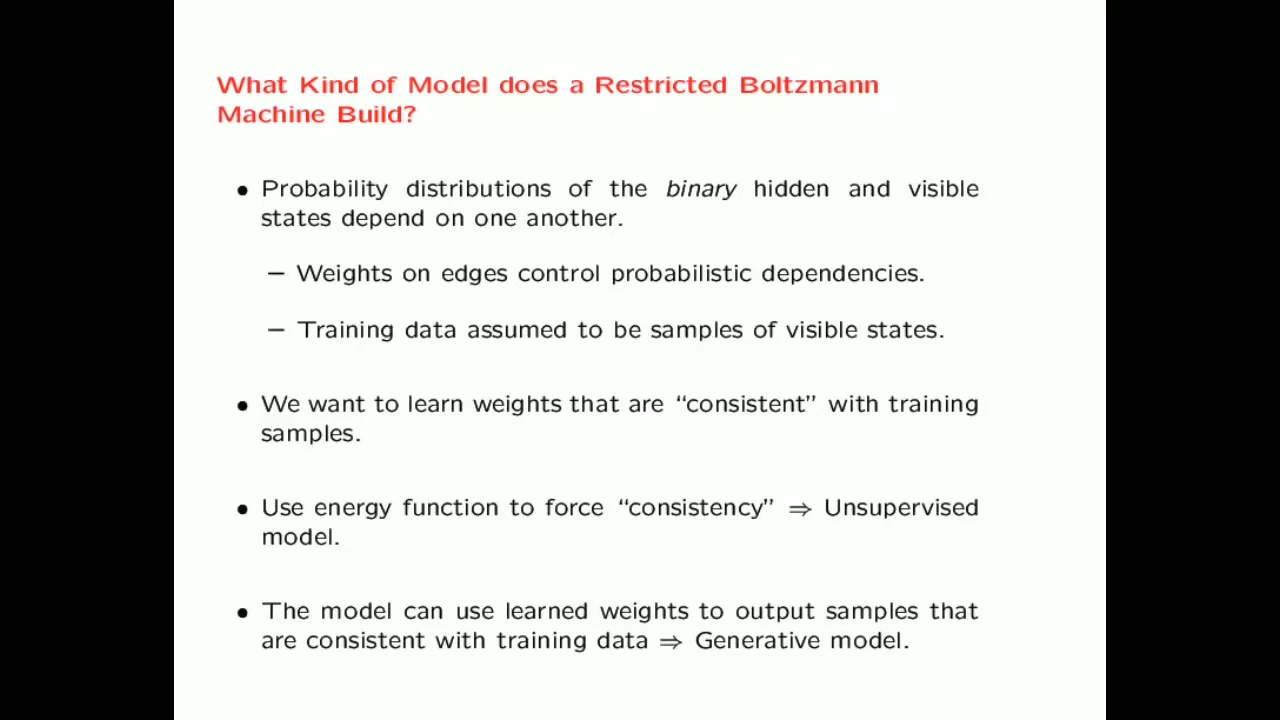 What Kind of Model does a Restricted Boltzmann
Machine Build?
• Probability distributions of the binary hidden and visible
states depend on one another.
– Weights on edges control probabilistic dependencies.
– Training data assumed to be samples of visible states.
• We want to learn weights that are “consistent” with training
samples.
• Use energy function to force “consistency” ⇒ Unsupervised
model.
• The model can use learned weights to output samples that
are consistent with training data ⇒ Generative model.